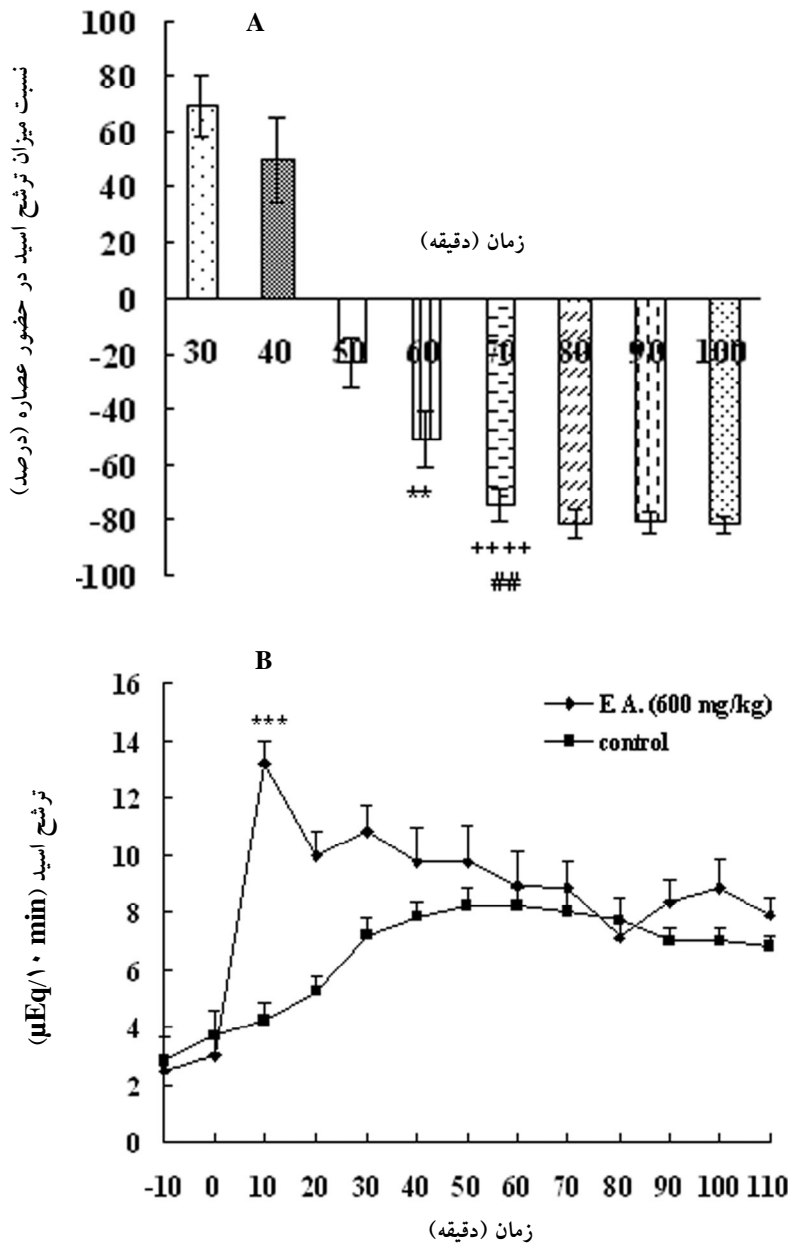 A
100
80
60
40
20
0
-20
-40
-60
-80
-100
نسبت میزان ترشح اسید در حضور عصاره (درصد)
زمان (دقیقه)
30 40 50 60 70 80 90 100
**
++++
##
B
16
14
12
10
8
6
4
2
0
ترشح اسید (µEq/۱۰ min)
***
E.A. (600 mg/kg)
control
-10 0 10 20 30 40 50 60 70 80 90 100 110
زمان (دقیقه)